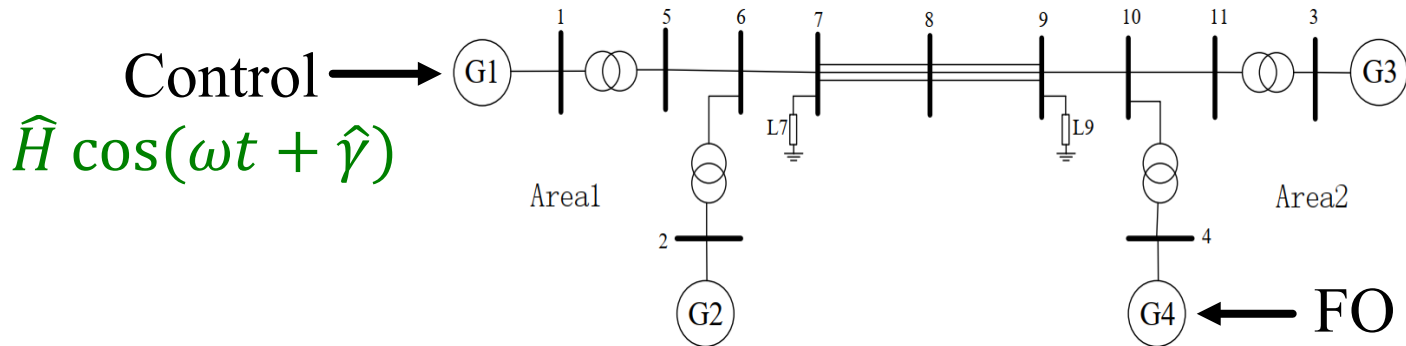 1 5 6 7 8 9 10 11 3
Control G1 G3
Ĥ cos(ωt + γ̂)
L7 L9
Area1 Area2
2 4
G2 G4 FO